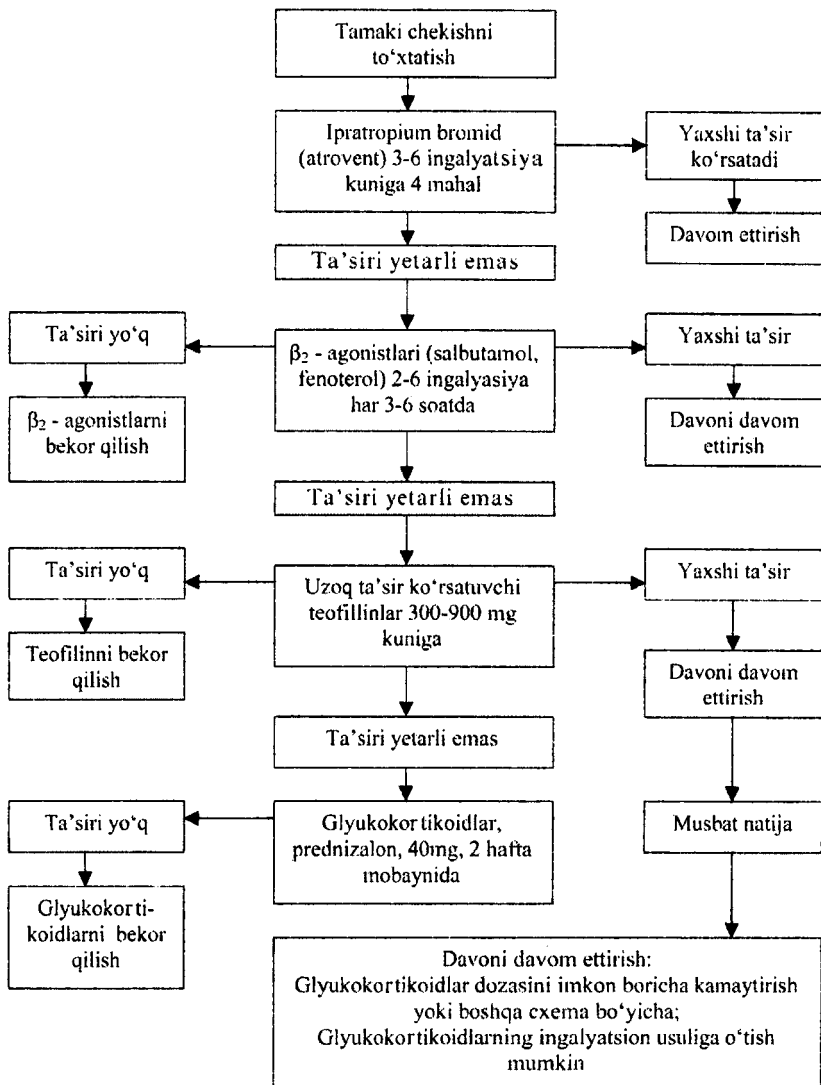 Tamaki chekishni
to‘xtatish
Ipratropium bromid
(atrovent) 3-6 ingalyatsiya
kuniga 4 mahal
Yaxshi ta’sir
ko‘rsatadi
Davom ettirish
Ta’siri yetarli emas
Ta’siri yo‘q
β₂ - agonistlari (salbutamol,
fenoterol) 2-6 ingalyasiya
har 3-6 soatda
Yaxshi ta’sir
β₂ - agonistlarni
bekor qilish
Davoni davom
ettirish
Ta’siri yetarli emas
Ta’siri yo‘q
Uzoq ta’sir ko‘rsatuvchi
teofillinlar 300-900 mg
kuniga
Yaxshi ta’sir
Teofilinni bekor
qilish
Davoni davom
ettirish
Ta’siri yetarli emas
Ta’siri yo‘q
Glyukokortikoidlar,
prednizalon, 40mg, 2 hafta
mobaynida
Musbat natija
Glyukokorti-
koidlarni bekor
qilish
Davoni davom ettirish:
Glyukokortikoidlar dozasini imkon boricha kamaytirish
yoki boshqa cxema bo‘yicha;
Glyukokortikoidlarning ingalyatsion usuliga o‘tish
mumkin